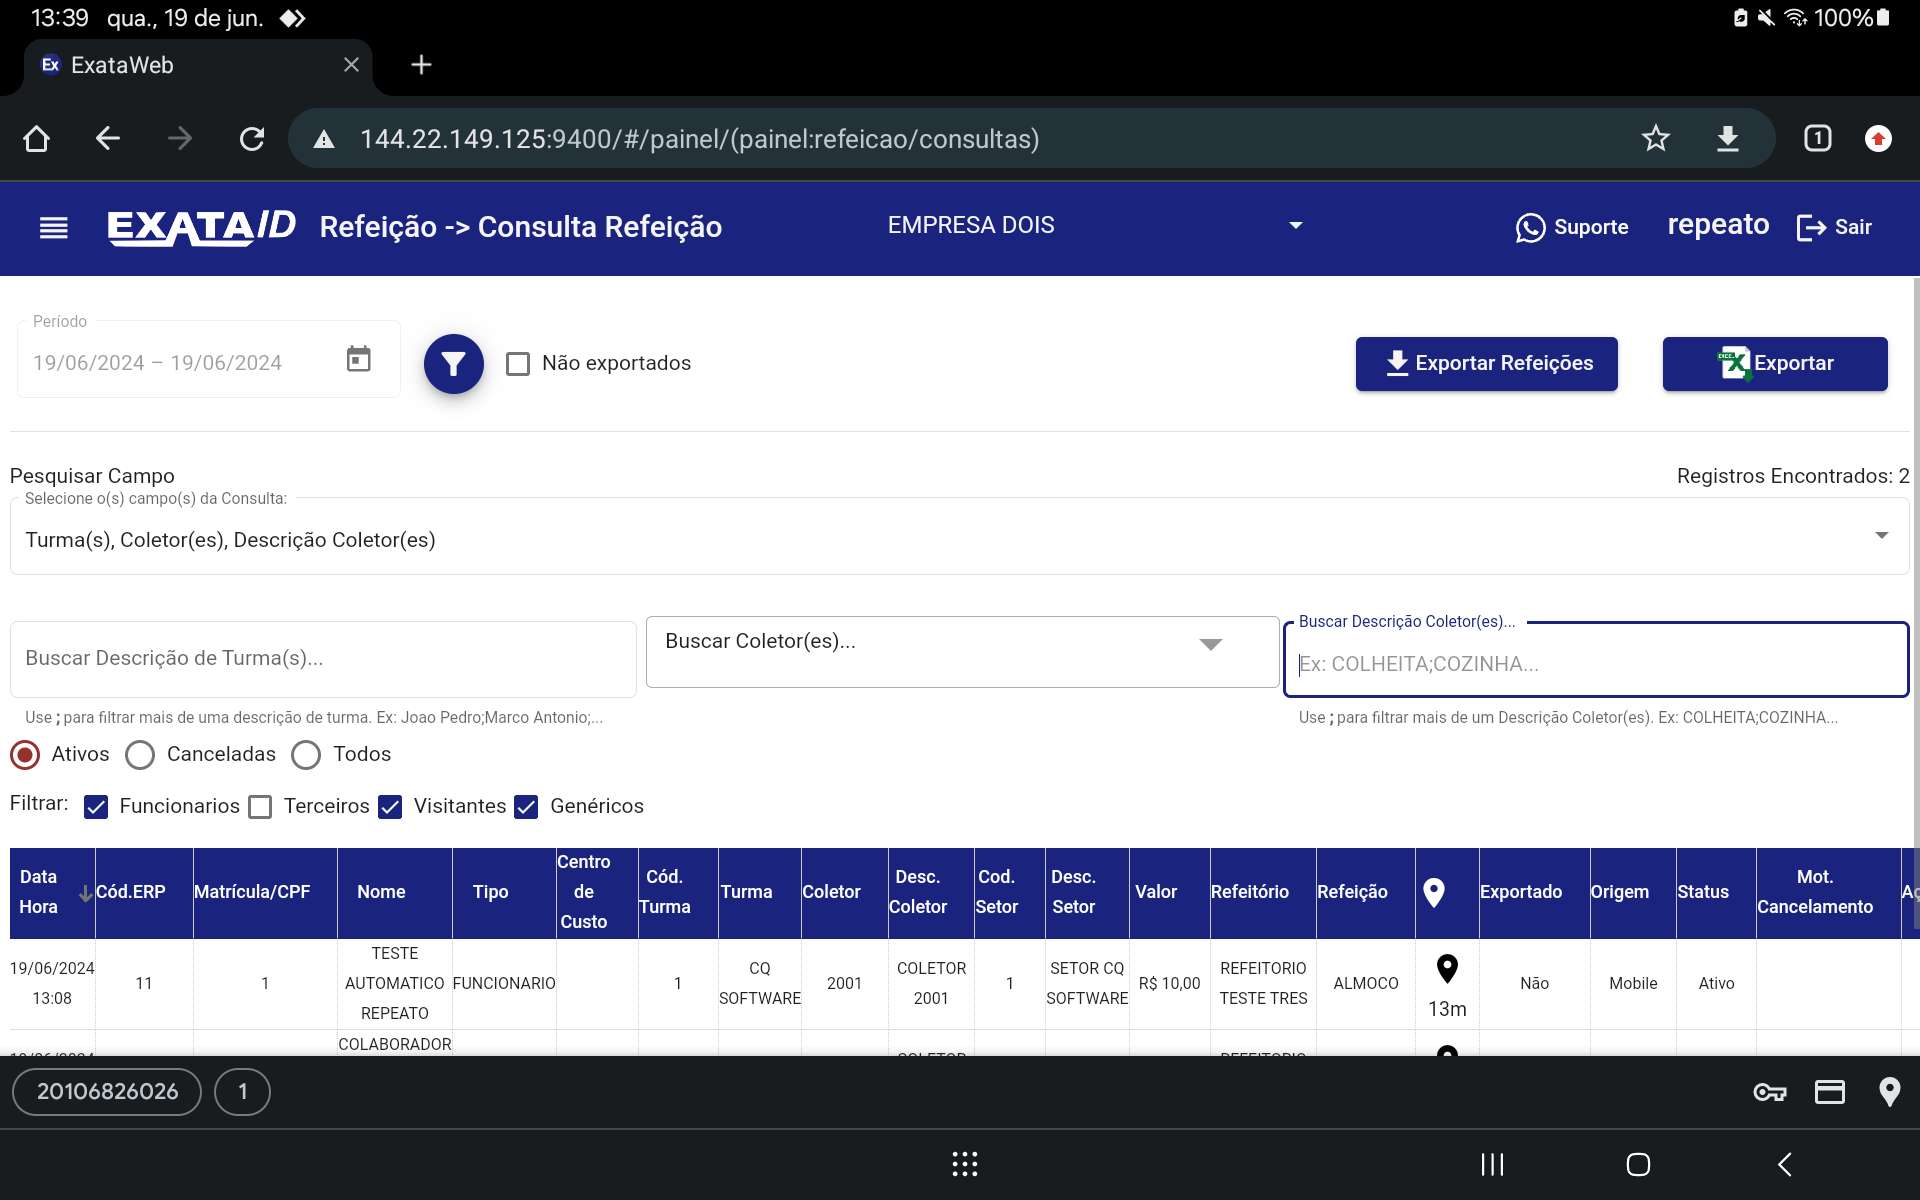 13:39 qua., 19 de jun. 100%
Ex ExataWeb
144.22.149.125:9400/#/painel/(painel:refeicao/consultas) 1
EXATA/ID Refeição -> Consulta Refeição EMPRESA DOIS Suporte repeato Sair
Período
19/06/2024 – 19/06/2024 Não exportados Exportar Refeições Exportar
Pesquisar Campo Registros Encontrados: 2
Selecione o(s) campo(s) da Consulta:
Turma(s), Coletor(es), Descrição Coletor(es)
Buscar Descrição Coletor(es)...
Buscar Descrição de Turma(s)... Buscar Coletor(es)... Ex: COLHEITA;COZINHA...
Use ; para filtrar mais de uma descrição de turma. Ex: Joao Pedro;Marco Antonio;... Use ; para filtrar mais de um Descrição Coletor(es). Ex: COLHEITA;COZINHA...
Ativos Canceladas Todos
Filtrar: Funcionarios Terceiros Visitantes Genéricos
Data Hora Cód.ERP Matrícula/CPF Nome Tipo Centro de Custo Cód. Turma Turma Coletor Desc. Coletor Cod. Setor Desc. Setor Valor Refeitório Refeição Exportado Origem Status Mot. Cancelamento
19/06/2024 13:08 11 1 TESTE AUTOMATICO REPEATO FUNCIONARIO 1 CQ SOFTWARE 2001 COLETOR 2001 1 SETOR CQ SOFTWARE R$ 10,00 REFEITORIO TESTE TRES ALMOCO 13m Não Mobile Ativo
COLABORADOR
20106826026 1